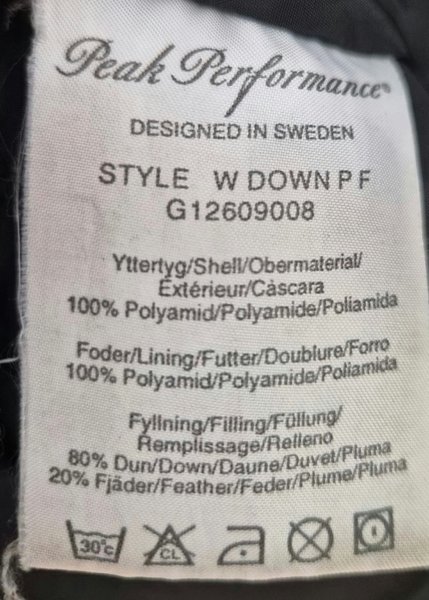 Peak Performance®
DESIGNED IN SWEDEN
STYLE W DOWN P F
G12609008
Yttertyg/Shell/Obermaterial/
Extérieur/Càscara
100% Polyamid/Polyamide/Poliamida
Foder/Lining/Futter/Doublure/Forro
100% Polyamid/Polyamide/Poliamida
Fyllning/Filling/Füllung/
Remplissage/Relleno
80% Dun/Down/Daune/Duvet/Pluma
20% Fjäder/Feather/Feder/Plume/Pluma
30°c CL